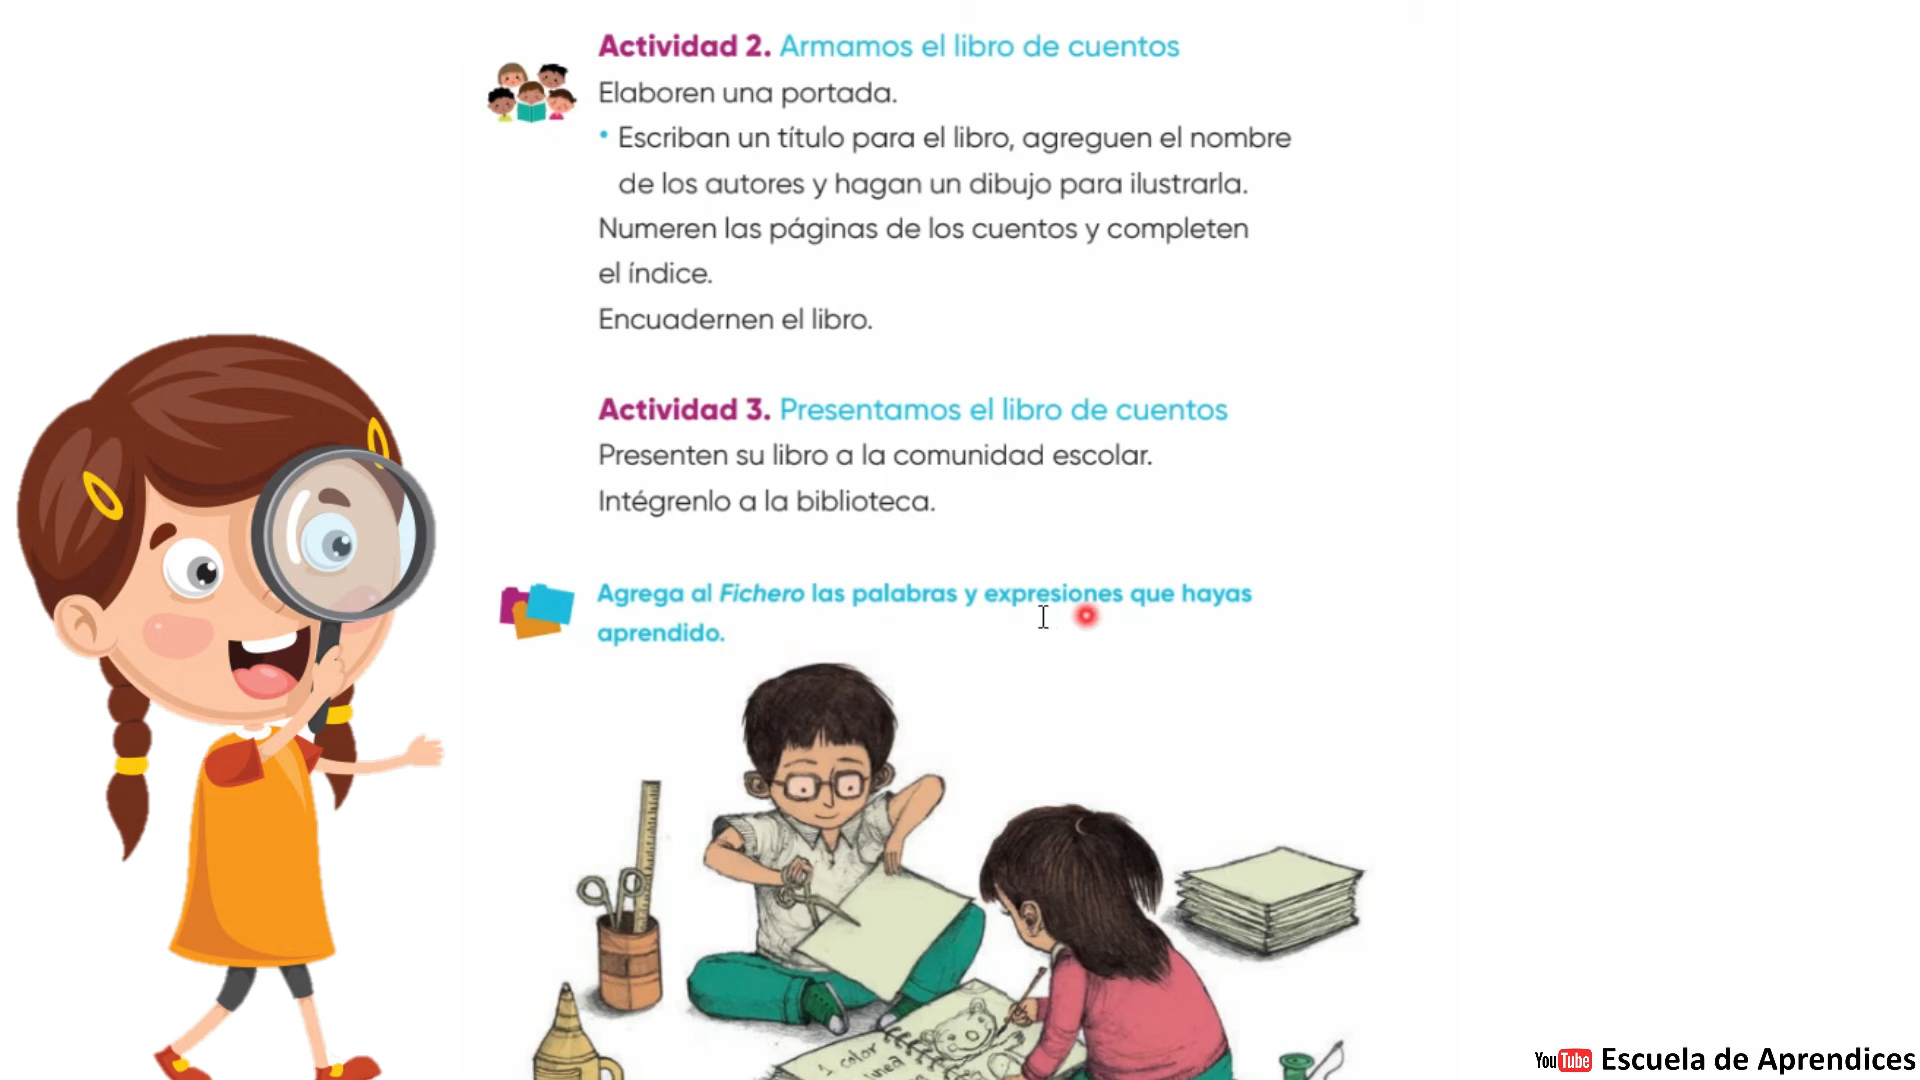 Actividad 2. Armamos el libro de cuentos
Elaboren una portada.
• Escriban un título para el libro, agreguen el nombre
de los autores y hagan un dibujo para ilustrarla.
Numeren las páginas de los cuentos y completen
el índice.
Encuadernen el libro.
Actividad 3. Presentamos el libro de cuentos
Presenten su libro a la comunidad escolar.
Intégrenlo a la biblioteca.
Agrega al Fichero las palabras y expresiones que hayas
aprendido.
1 color
YouTube Escuela de Aprendices